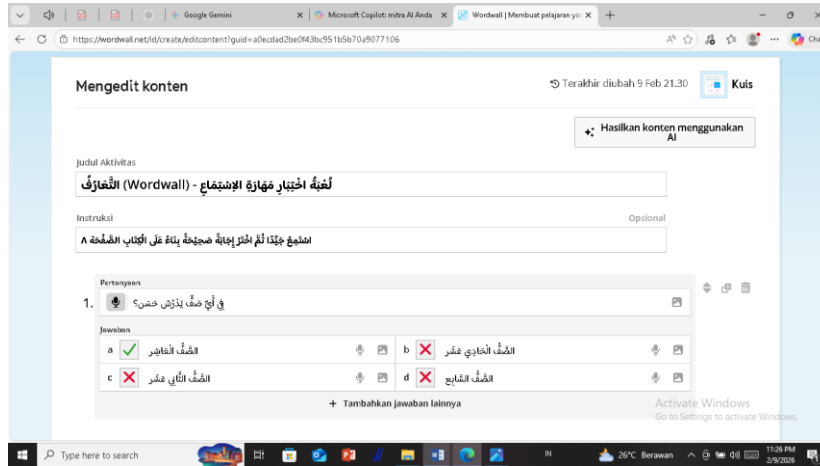 Google Gemini
Microsoft Copilot: mitra AI Anda
Wordwall | Membuat pelajaran yan
https://wordwall.net/id/create/editcontent?guid=a0ecdad2be0f43bc951b5b70a9077106
Cha
Mengedit konten
Terakhir diubah 9 Feb 21.30
Kuis
Hasilkan konten menggunakan
AI
Judul Aktivitas
لُعْبَةُ اخْتِبَارِ مَهَارَةِ الاِسْتِمَاعِ - (Wordwall) التَّعَارُفُ
Instruksi
Opsional
اسْتَمِعْ جَيِّدًا ثُمَّ اخْتَرْ إِجَابَةً صَحِيْحَةً بِنَاءً عَلَى الْكِتَابِ الصَّفْحَة ٨
Pertanyaan
1. فِي أَيِّ صَفٍّ يَدْرُسُ حَسَن؟
Jawaban
a الصَّفُّ الْعَاشِر
b الصَّفُّ الْحَادِي عَشَر
c الصَّفُّ الثَّانِي عَشَر
d الصَّفُّ السَّابِع
+ Tambahkan jawaban lainnya
Activate Windows
Go to Settings to activate Windows.
Type here to search
IN
26°C Berawan
11:26 PM
2/9/2026